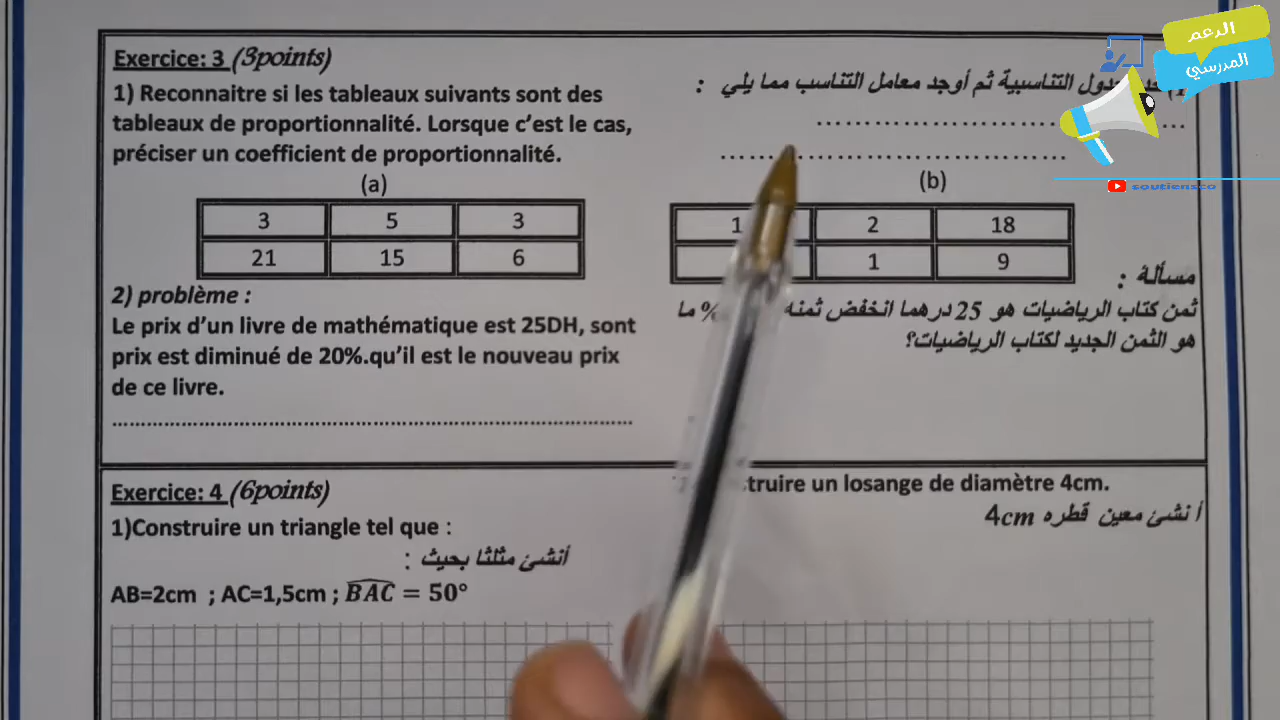 الدعم
المدرسي
soutiensco
Exercice: 3 (3points)
1) Reconnaitre si les tableaux suivants sont des
tableaux de proportionnalité. Lorsque c’est le cas,
préciser un coefficient de proportionnalité.
التناسبية ثم أوجد معامل التناسب مما يلي :
(a)
3 5 3
21 15 6
(b)
1 2 18
1 9
2) problème :
Le prix d’un livre de mathématique est 25DH, sont
prix est diminué de 20%.qu’il est le nouveau prix
de ce livre.
مسألة :
ثمن كتاب الرياضيات هو 25 درهما انخفض ثمنه % ما
هو الثمن الجديد لكتاب الرياضيات؟
Exercice: 4 (6points)
1)Construire un triangle tel que :
أنشئ مثلثا بحيث :
AB=2cm ; AC=1,5cm ; $\widehat{BAC}$ = 50°
truire un losange de diamètre 4cm.
أنشئ معين قطره 4cm